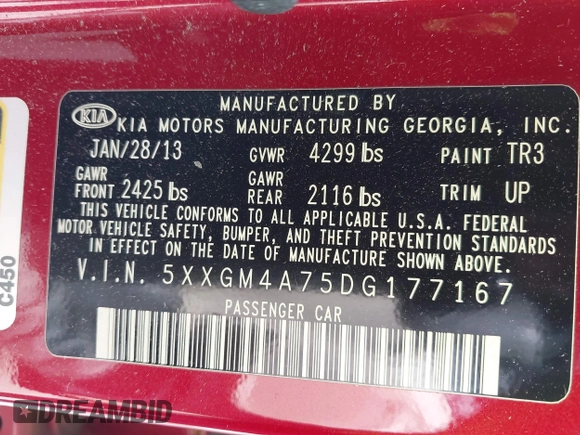 MANUFACTURED BY
KIA KIA MOTORS MANUFACTURING GEORGIA, INC.
JAN/28/13 GVWR 4299 lbs PAINT TR3
GAWR FRONT 2425 lbs GAWR REAR 2116 lbs TRIM UP
THIS VEHICLE CONFORMS TO ALL APPLICABLE U.S.A. FEDERAL
MOTOR VEHICLE SAFETY, BUMPER, AND THEFT PREVENTION STANDARDS
IN EFFECT ON THE DATE OF MANUFACTURE SHOWN ABOVE.
V.I.N. 5XXGM4A75DG177167
PASSENGER CAR
C450
DREAMBID